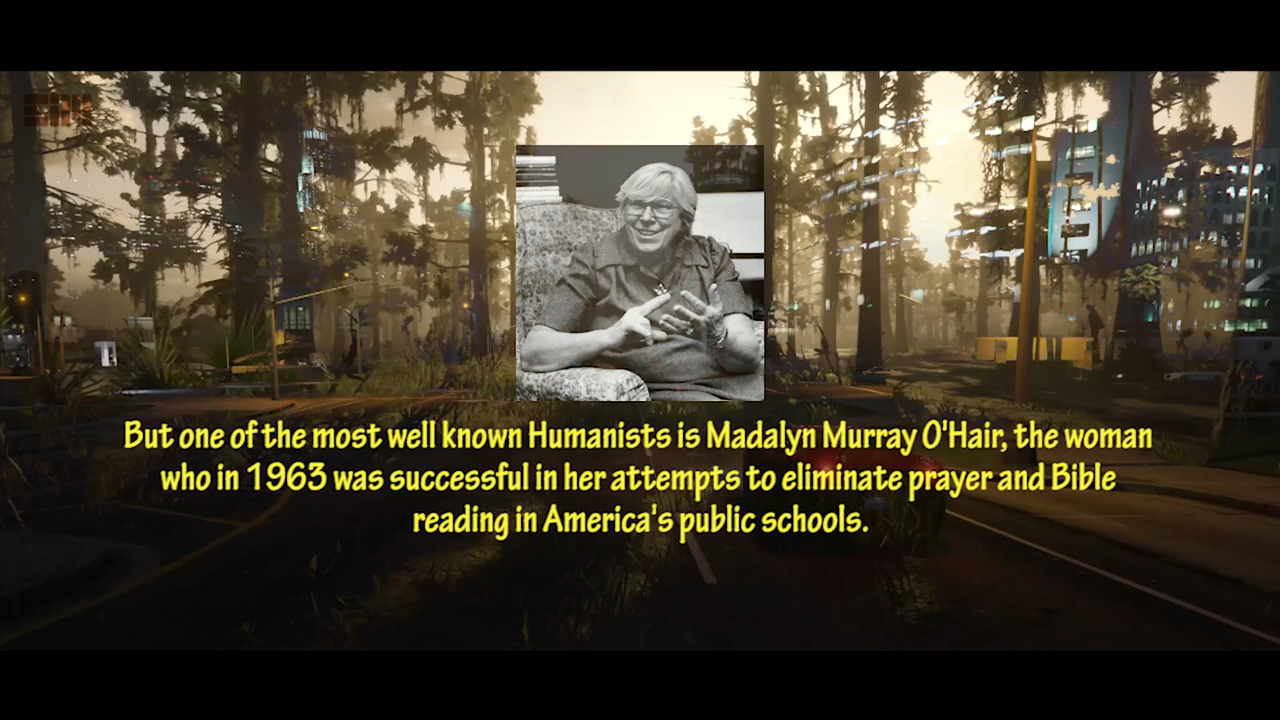 But one of the most well known Humanists is Madalyn Murray O'Hair, the woman
who in 1963 was successful in her attempts to eliminate prayer and Bible
reading in America's public schools.